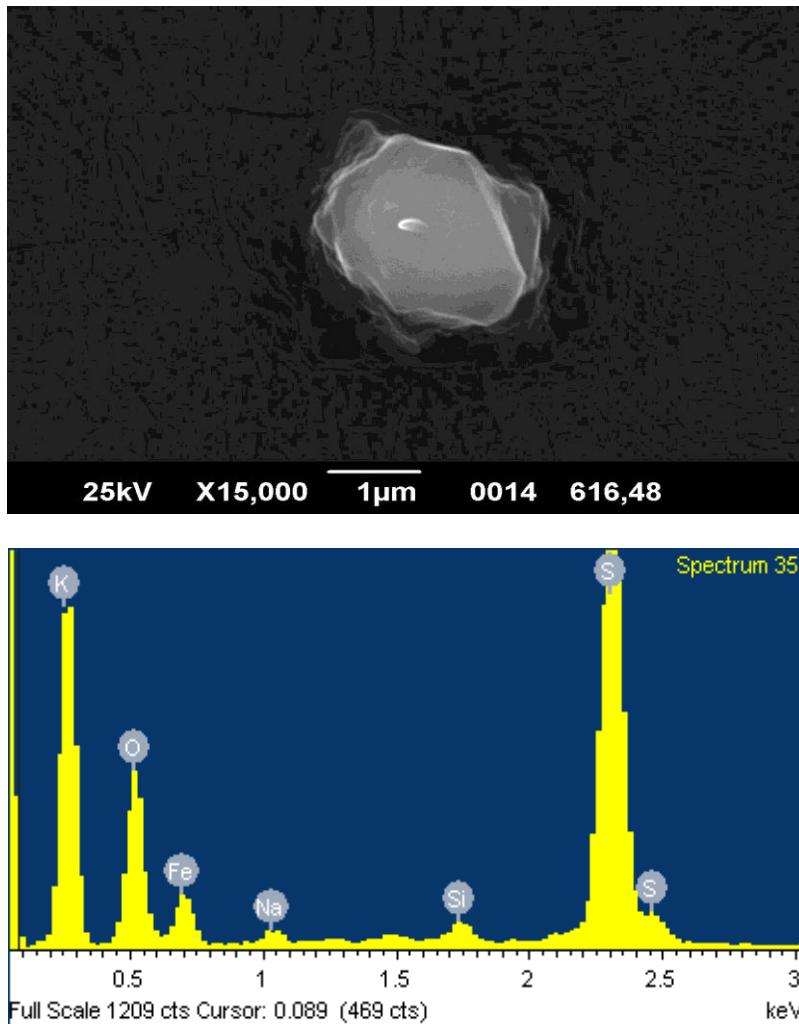 25kV X15,000 1µm 0014 616,48
Spectrum 35
K
S
O
Fe
Na
Si
S
0.5 1 1.5 2 2.5 3
Full Scale 1209 cts Cursor: 0.089 (469 cts) keV